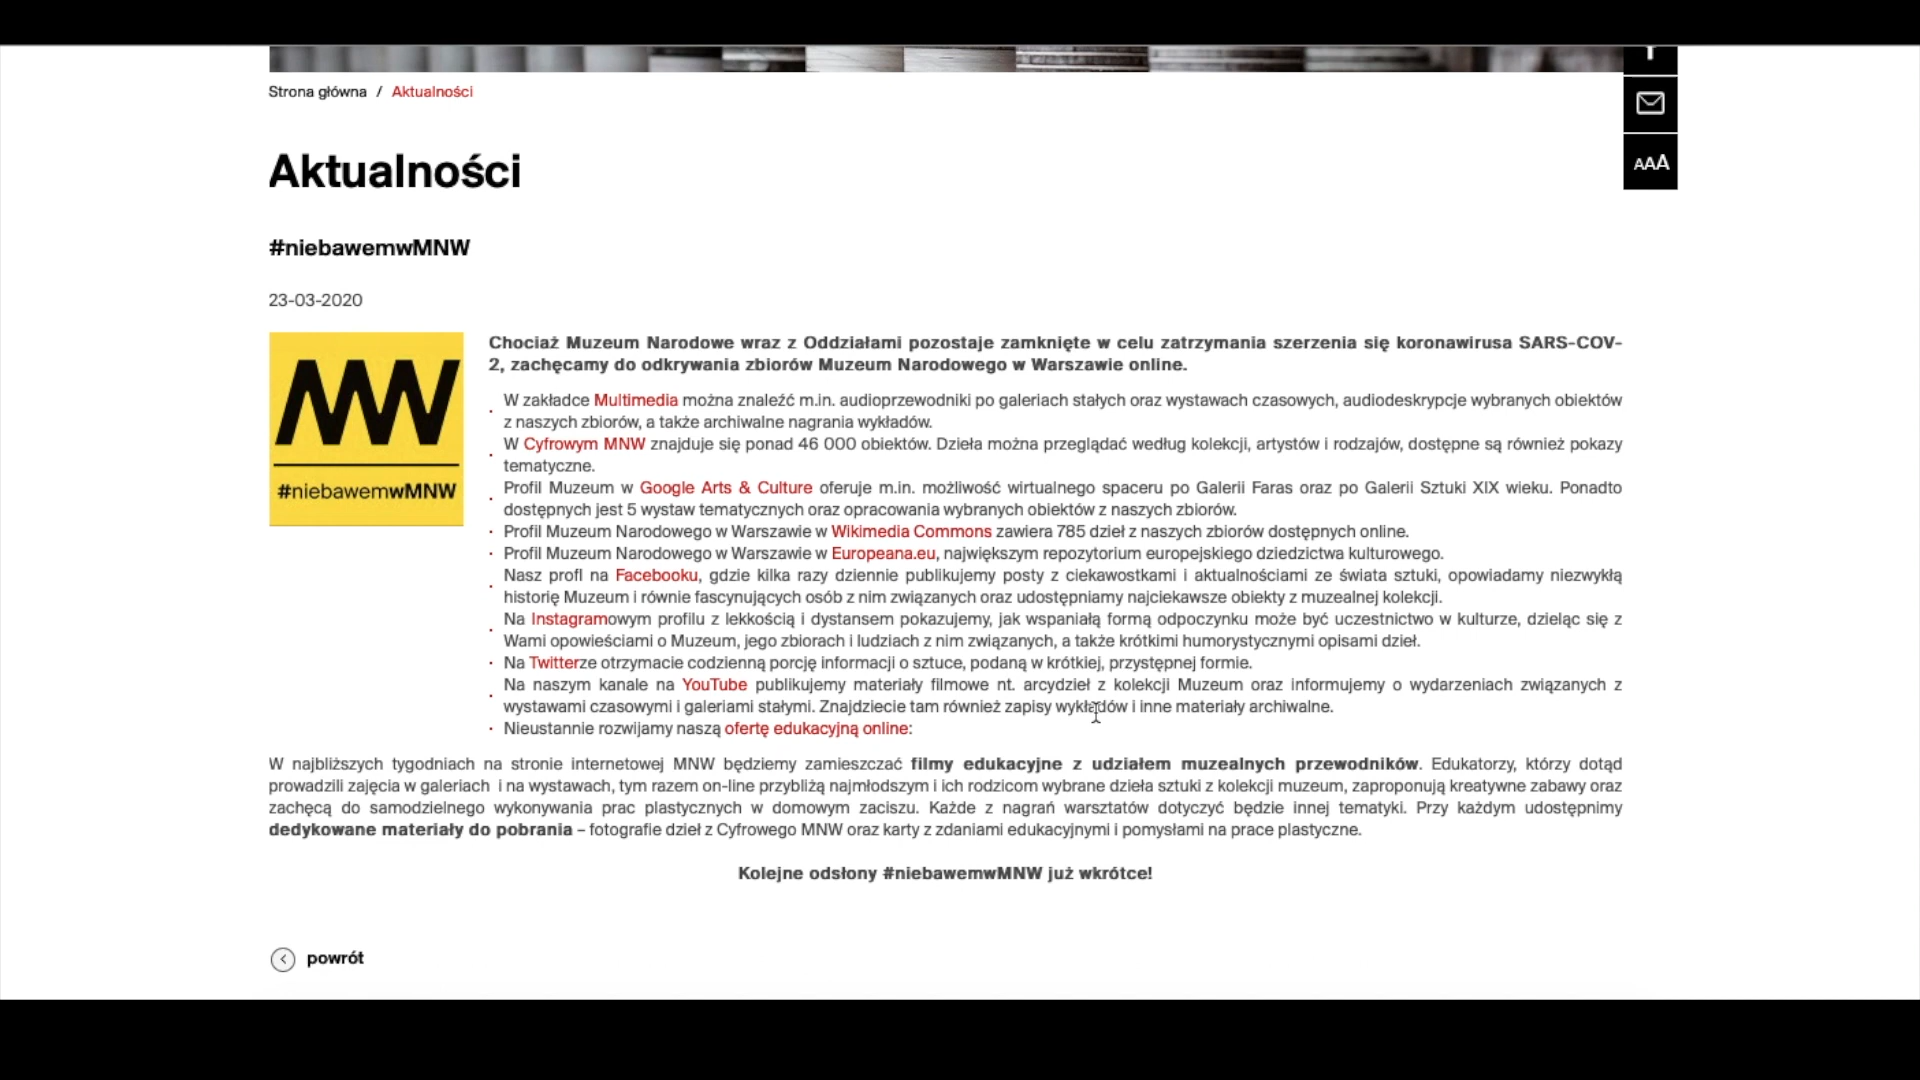 Strona główna / Aktualności
AAA
Aktualności
#niebawemwMNW
23-03-2020
MNW
#niebawemwMNW
Chociaż Muzeum Narodowe wraz z Oddziałami pozostaje zamknięte w celu zatrzymania szerzenia się koronawirusa SARS-COV-
2, zachęcamy do odkrywania zbiorów Muzeum Narodowego w Warszawie online.
· W zakładce Multimedia można znaleźć m.in. audioprzewodniki po galeriach stałych oraz wystawach czasowych, audiodeskrypcje wybranych obiektów
z naszych zbiorów, a także archiwalne nagrania wykładów.
· W Cyfrowym MNW znajduje się ponad 46 000 obiektów. Dzieła można przeglądać według kolekcji, artystów i rodzajów, dostępne są również pokazy
tematyczne.
· Profil Muzeum w Google Arts & Culture oferuje m.in. możliwość wirtualnego spaceru po Galerii Faras oraz po Galerii Sztuki XIX wieku. Ponadto
dostępnych jest 5 wystaw tematycznych oraz opracowania wybranych obiektów z naszych zbiorów.
· Profil Muzeum Narodowego w Warszawie w Wikimedia Commons zawiera 785 dzieł z naszych zbiorów dostępnych online.
· Profil Muzeum Narodowego w Warszawie w Europeana.eu, największym repozytorium europejskiego dziedzictwa kulturowego.
· Nasz profl na Facebooku, gdzie kilka razy dziennie publikujemy posty z ciekawostkami i aktualnościami ze świata sztuki, opowiadamy niezwykłą
historię Muzeum i równie fascynujących osób z nim związanych oraz udostępniamy najciekawsze obiekty z muzealnej kolekcji.
· Na Instagramowym profilu z lekkością i dystansem pokazujemy, jak wspaniałą formą odpoczynku może być uczestnictwo w kulturze, dzieląc się z
Wami opowieściami o Muzeum, jego zbiorach i ludziach z nim związanych, a także krótkimi humorystycznymi opisami dzieł.
· Na Twitterze otrzymacie codzienną porcję informacji o sztuce, podaną w krótkiej, przystępnej formie.
· Na naszym kanale na YouTube publikujemy materiały filmowe nt. arcydzieł z kolekcji Muzeum oraz informujemy o wydarzeniach związanych z
wystawami czasowymi i galeriami stałymi. Znajdziecie tam również zapisy wykładów i inne materiały archiwalne.
· Nieustannie rozwijamy naszą ofertę edukacyjną online:
W najbliższych tygodniach na stronie internetowej MNW będziemy zamieszczać filmy edukacyjne z udziałem muzealnych przewodników. Edukatorzy, którzy dotąd
prowadzili zajęcia w galeriach i na wystawach, tym razem on-line przybliżą najmłodszym i ich rodzicom wybrane dzieła sztuki z kolekcji muzeum, zaproponują kreatywne zabawy oraz
zachęcą do samodzielnego wykonywania prac plastycznych w domowym zaciszu. Każde z nagrań warsztatów dotyczyć będzie innej tematyki. Przy każdym udostępnimy
dedykowane materiały do pobrania – fotografie dzieł z Cyfrowego MNW oraz karty z zdaniami edukacyjnymi i pomysłami na prace plastyczne.
Kolejne odsłony #niebawemwMNW już wkrótce!
powrót